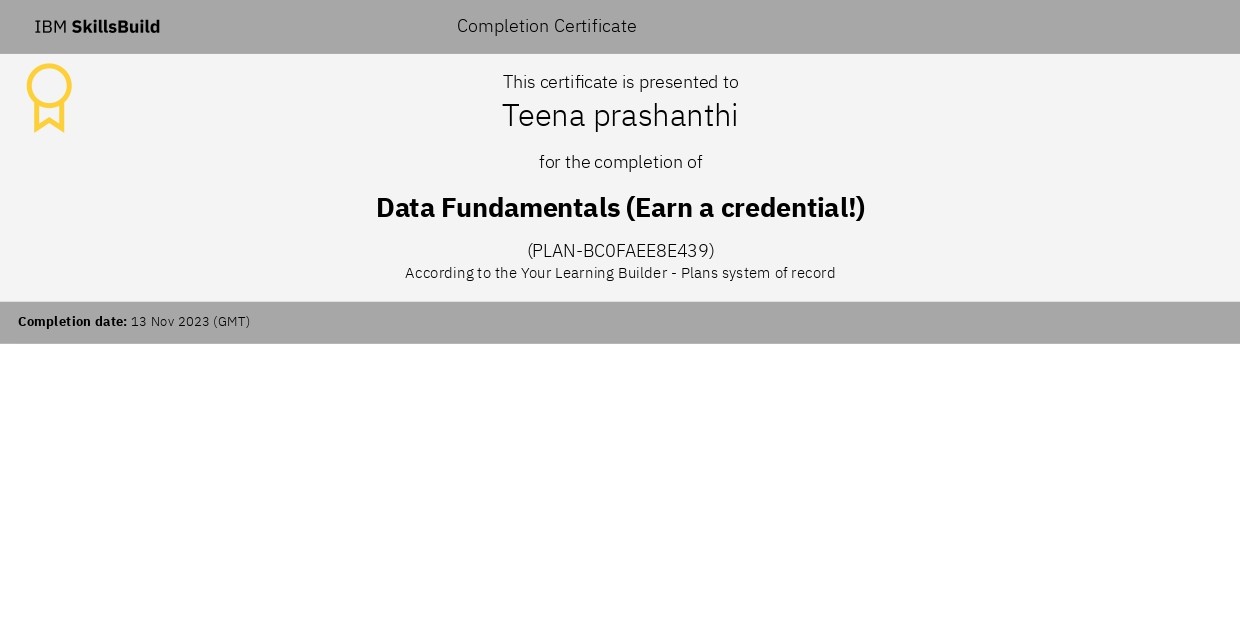 IBM SkillsBuild
Completion Certificate
This certificate is presented to
Teena prashanthi
for the completion of
Data Fundamentals (Earn a credential!)
(PLAN-BC0FAEE8E439)
According to the Your Learning Builder - Plans system of record
Completion date: 13 Nov 2023 (GMT)